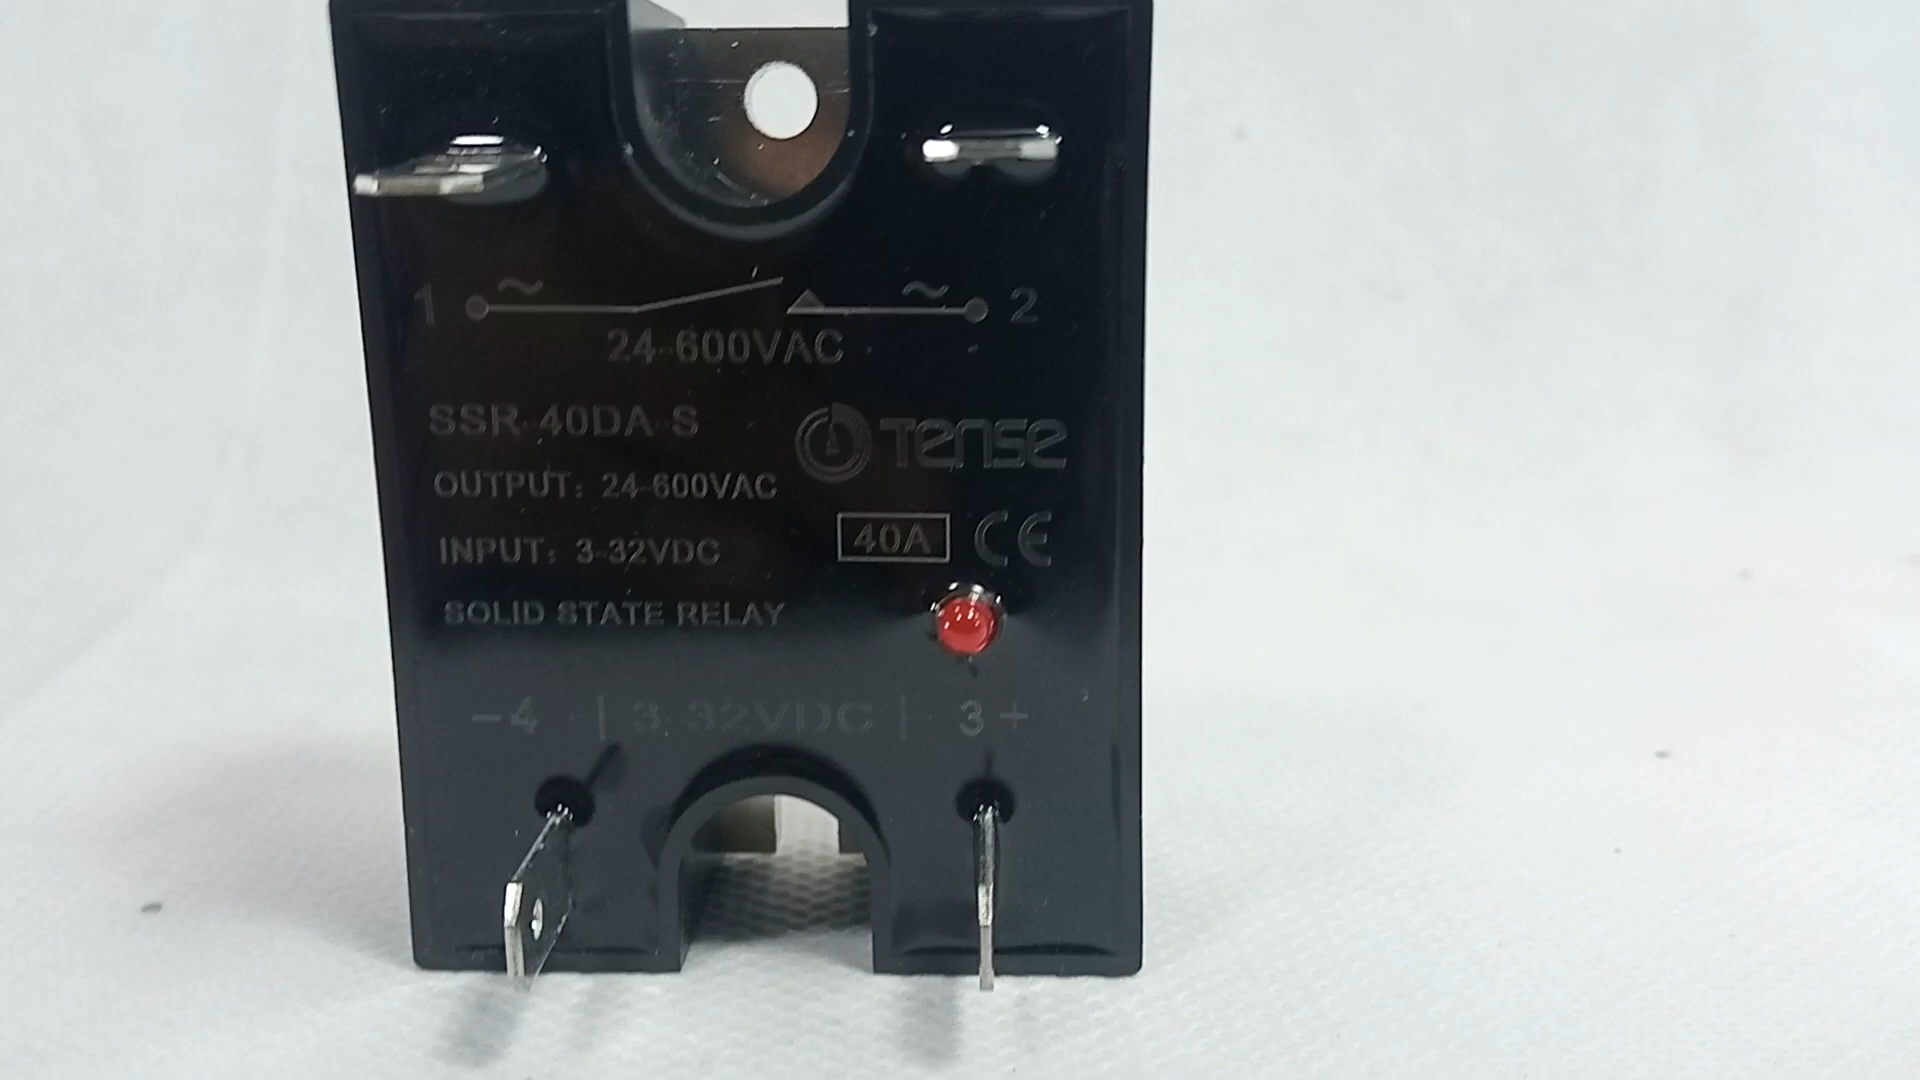 1 ~ ~ 2
24-600VAC
SSR-40DA-S
TENSE
OUTPUT: 24-600VAC
40A CE
INPUT: 3-32VDC
SOLID STATE RELAY
-4 | 3-32VDC | 3+